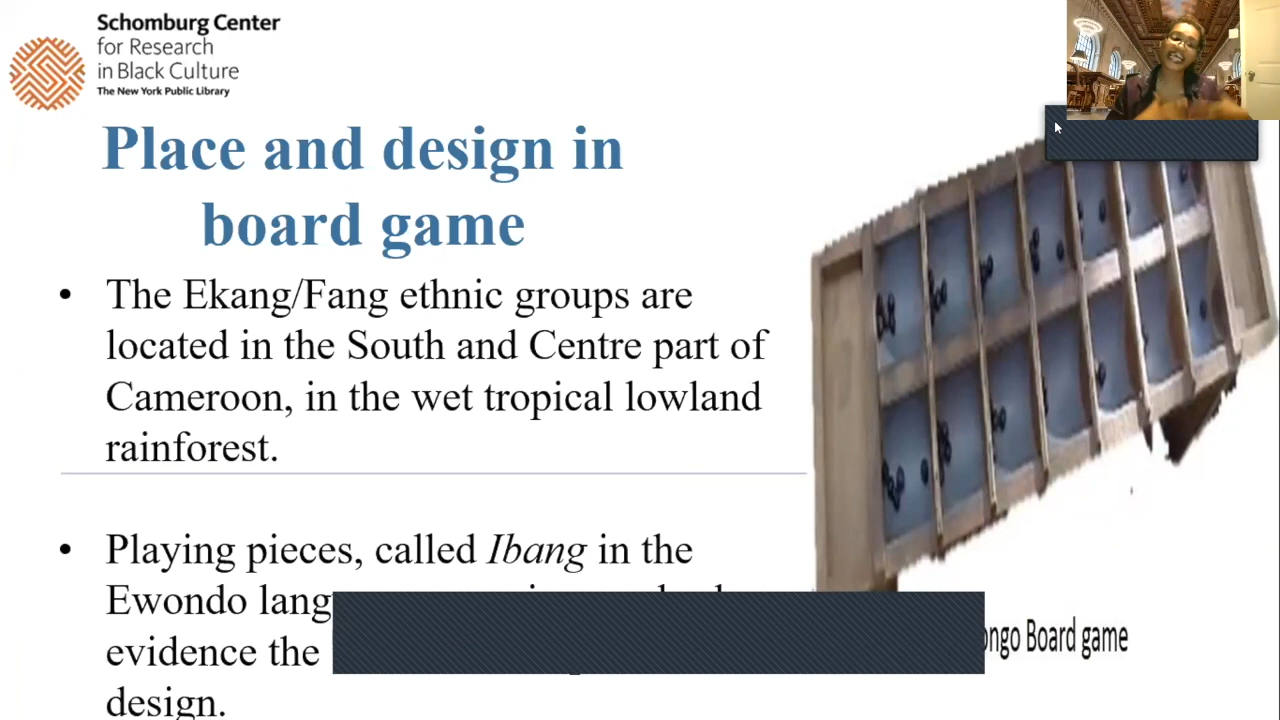 Schomburg Center
for Research
in Black Culture
The New York Public Library
Place and design in
board game
• The Ekang/Fang ethnic groups are
located in the South and Centre part of
Cameroon, in the wet tropical lowland
rainforest.
• Playing pieces, called Ibang in the
Ewondo
evidence the
design.
Board game